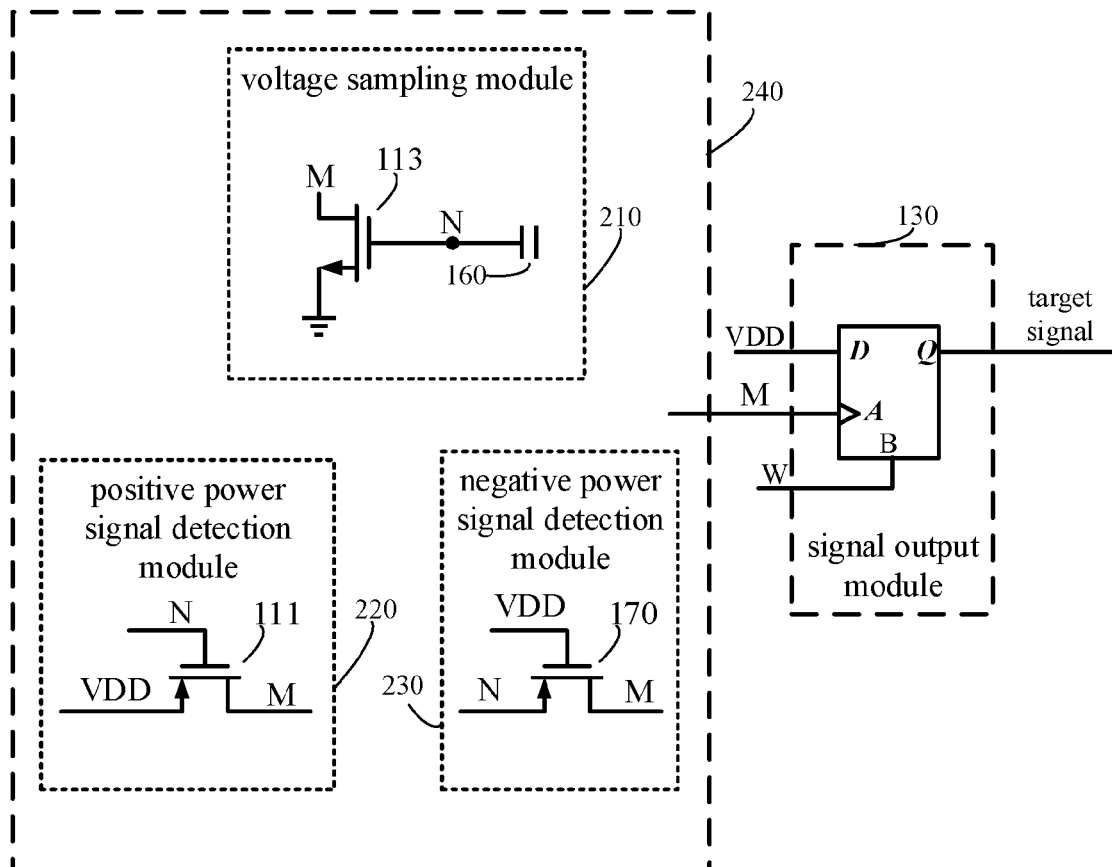 voltage sampling module
M
113
N
160
210
240
130
VDD
D
Q
target
signal
M
A
B
W
signal output
module
positive power
signal detection
module
N
111
VDD
M
220
negative power
signal detection
module
VDD
170
N
M
230